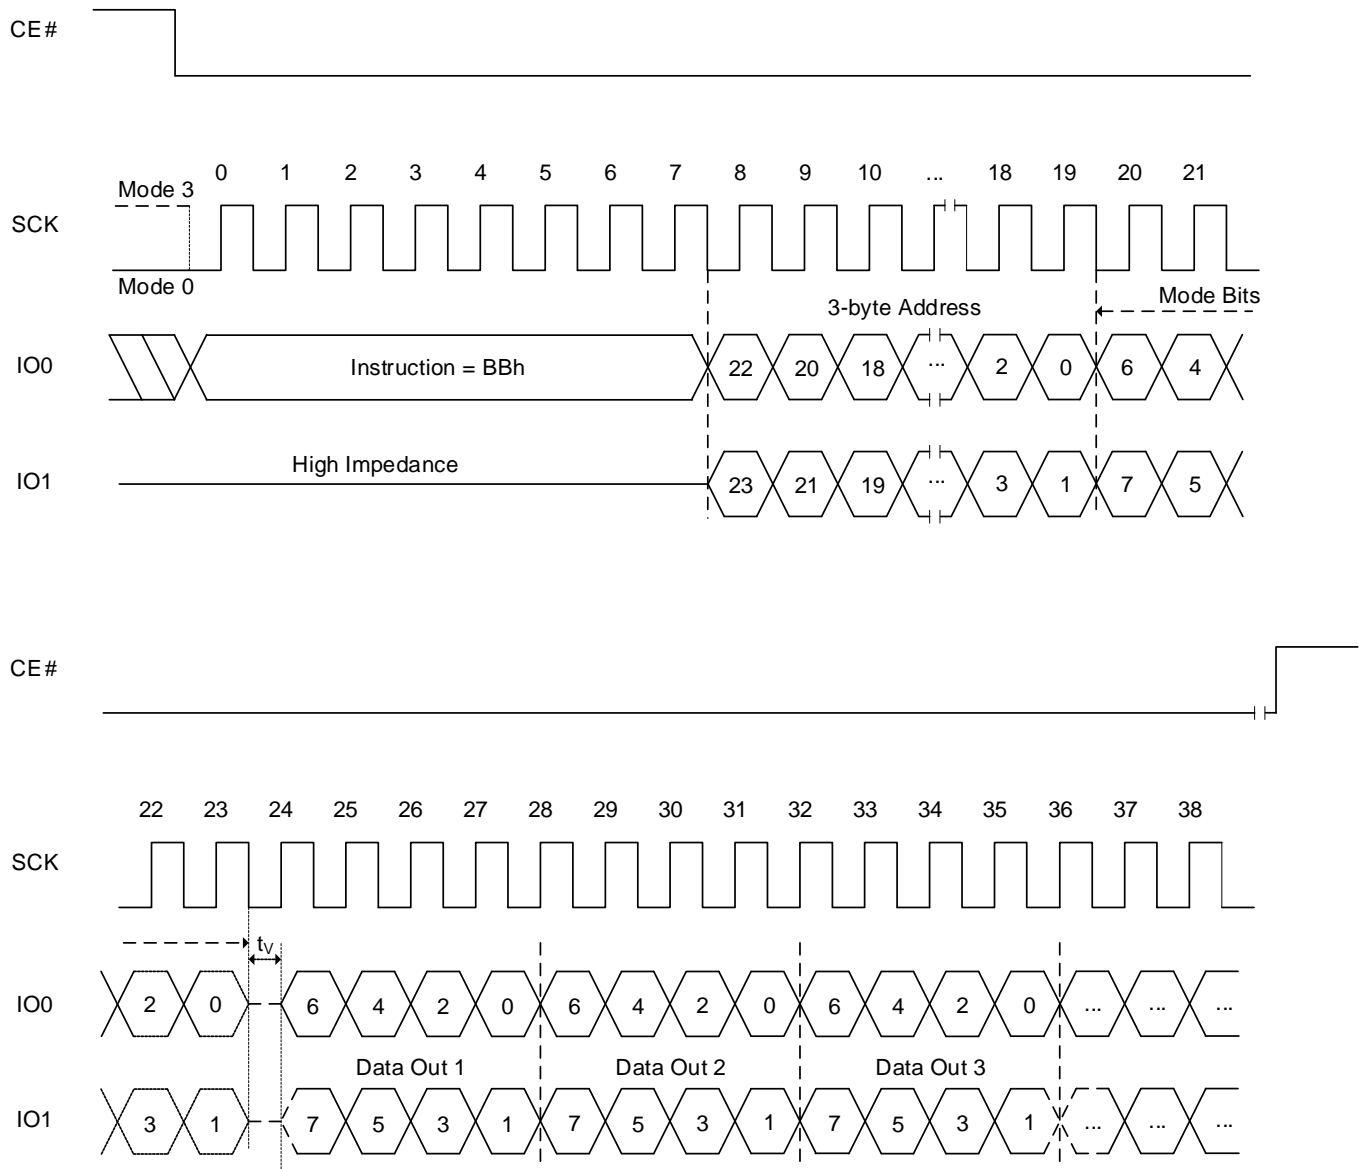 CE#
0 1 2 3 4 5 6 7 8 9 10 ... 18 19 20 21
Mode 3
SCK
Mode 0
3-byte Address
Mode Bits
IO0
Instruction = BBh
22 20 18 ... 2 0 6 4
High Impedance
IO1
23 21 19 ... 3 1 7 5
CE#
22 23 24 25 26 27 28 29 30 31 32 33 34 35 36 37 38
SCK
tV
IO0
2 0 6 4 2 0 6 4 2 0 6 4 2 0 ... ... ...
Data Out 1 Data Out 2 Data Out 3
IO1
3 1 7 5 3 1 7 5 3 1 7 5 3 1 ... ... ...